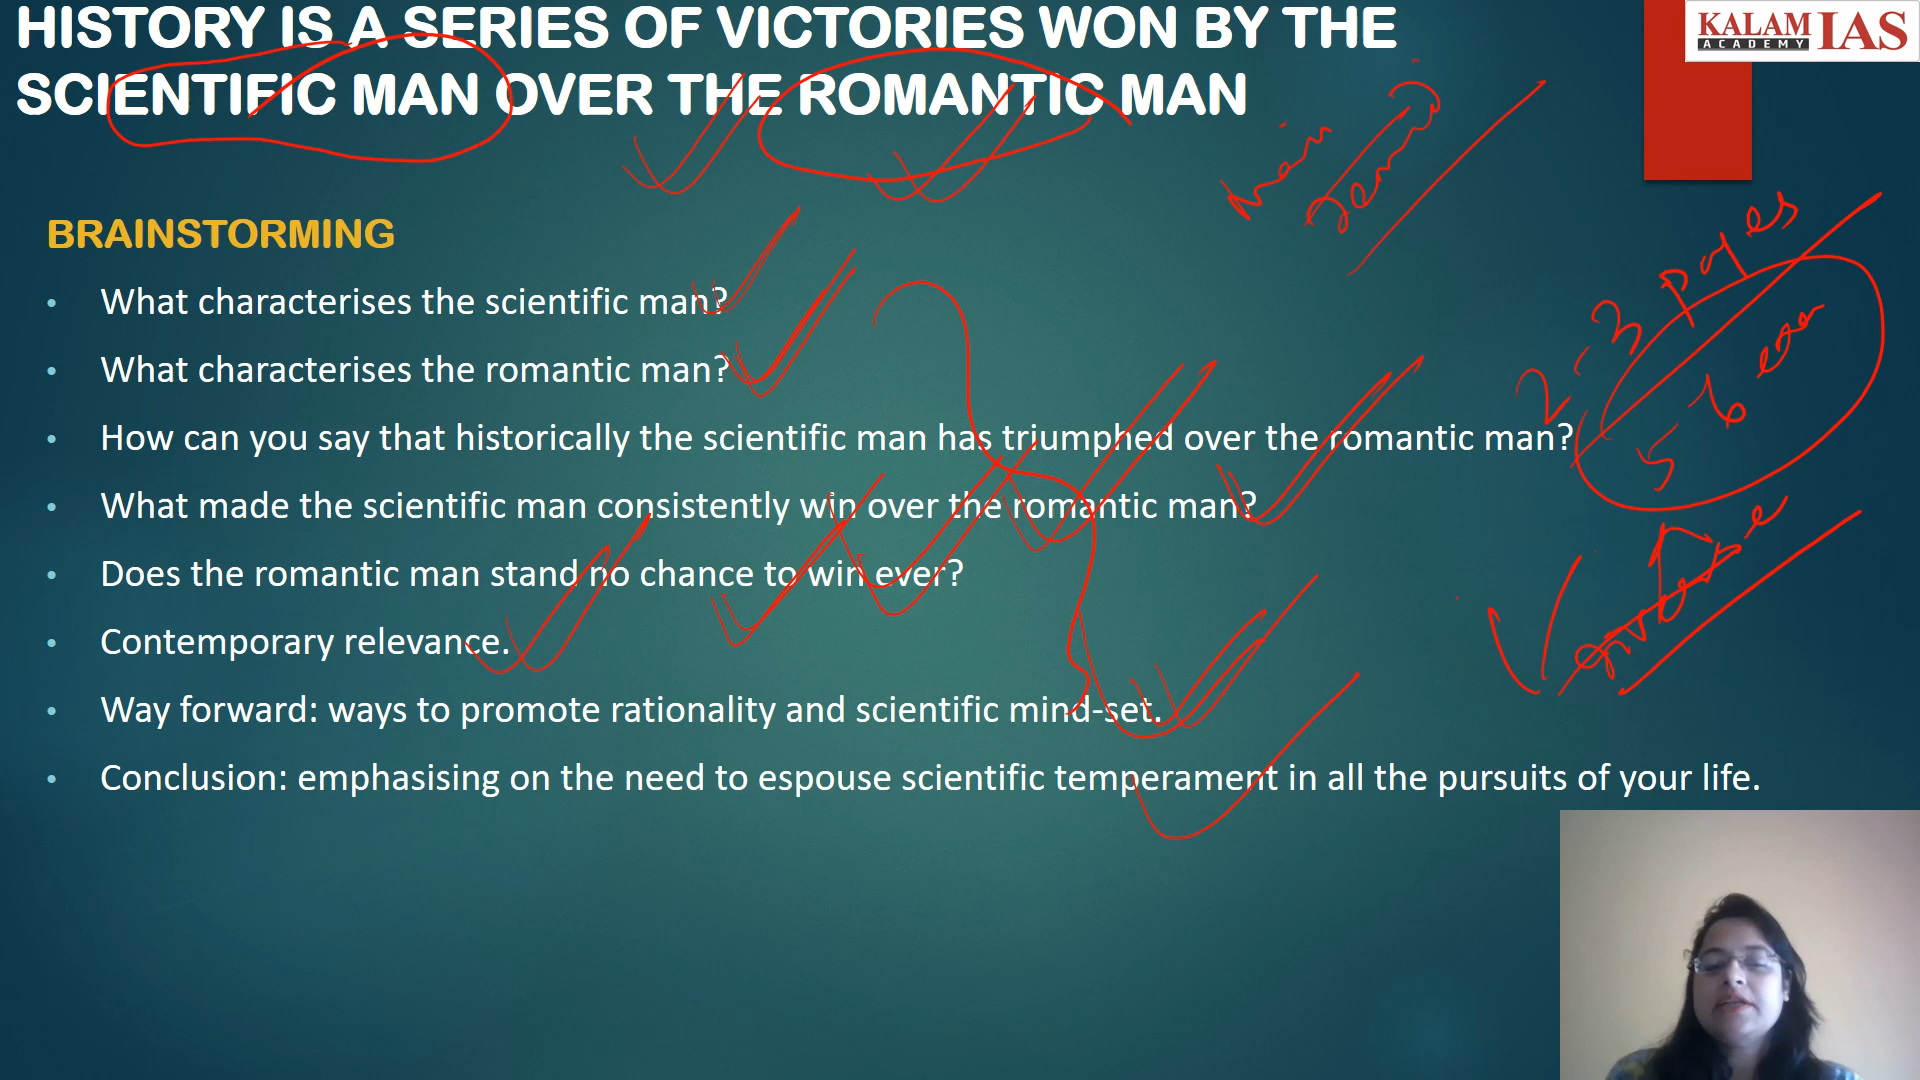 HISTORY IS A SERIES OF VICTORIES WON BY THE
SCIENTIFIC MAN OVER THE ROMANTIC MAN
KALAM IAS
ACADEMY
BRAINSTORMING
• What characterises the scientific man?
• What characterises the romantic man?
• How can you say that historically the scientific man has triumphed over the romantic man?
• What made the scientific man consistently win over the romantic man?
• Does the romantic man stand no chance to win ever?
• Contemporary relevance.
• Way forward: ways to promote rationality and scientific mind-set.
• Conclusion: emphasising on the need to espouse scientific temperament in all the pursuits of your life.
main
2-3 pages
5-6